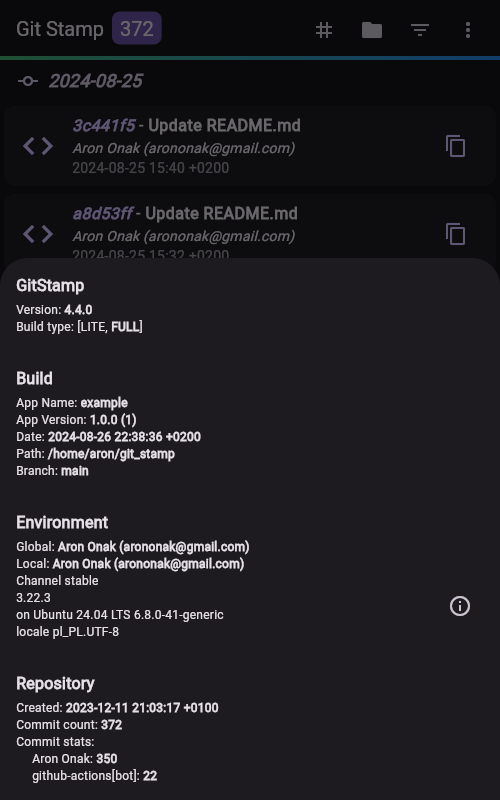 Git Stamp 372
2024-08-25
3c441f5 - Update README.md
Aron Onak (arononak@gmail.com)
2024-08-25 15:40 +0200
a8d53ff - Update README.md
Aron Onak (arononak@gmail.com)
2024-08-25 15:32 +0200
GitStamp
Version: 4.4.0
Build type: [LITE, FULL]
Build
App Name: example
App Version: 1.0.0 (1)
Date: 2024-08-26 22:38:36 +0200
Path: /home/aron/git_stamp
Branch: main
Environment
Global: Aron Onak (arononak@gmail.com)
Local: Aron Onak (arononak@gmail.com)
Channel stable
3.22.3
on Ubuntu 24.04 LTS 6.8.0-41-generic
locale pl_PL.UTF-8
Repository
Created: 2023-12-11 21:03:17 +0100
Commit count: 372
Commit stats:
Aron Onak: 350
github-actions[bot]: 22